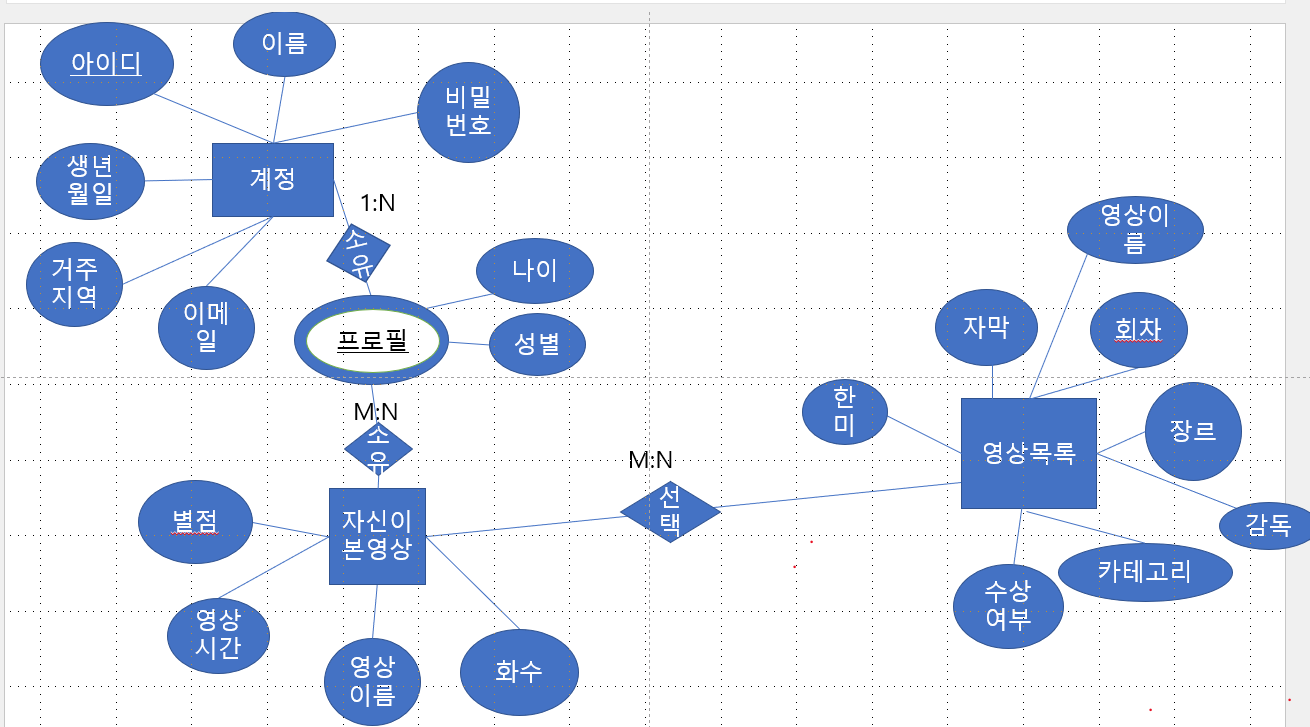 이름
아이디
비밀
번호
생년
월일
계정
1:N
소
유
거주
지역
이메
일
나이
프로필
성별
영상이
름
자막
회차
M:N
소
유
한
미
장르
영상목록
M:N
선
택
별점
자신이
본영상
감독
카테고리
수상
여부
영상
시간
영상
이름
화수